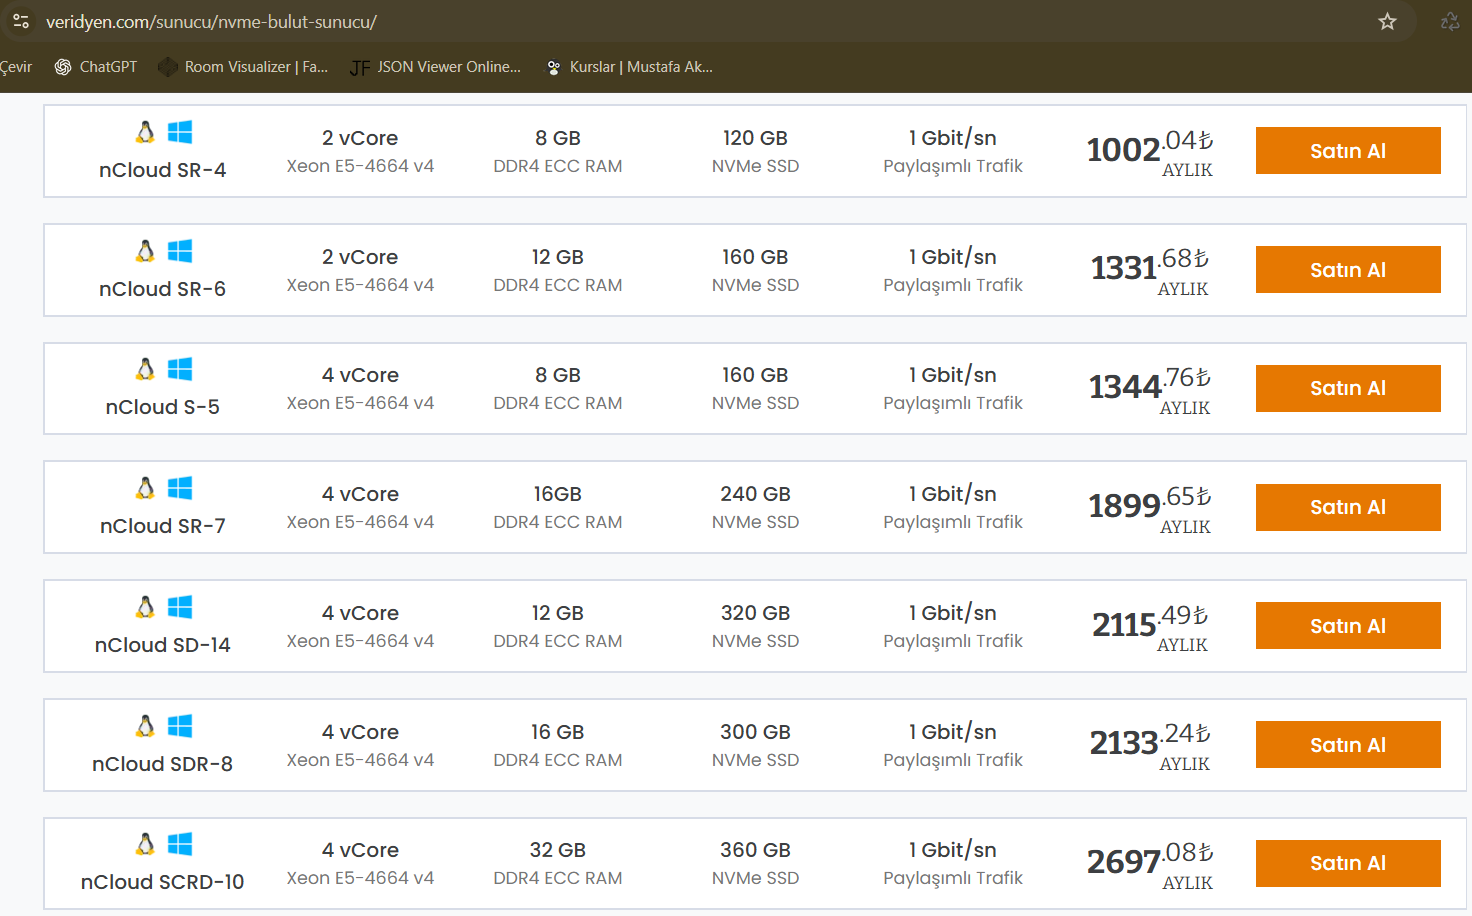 veridyen.com/sunucu/nvme-bulut-sunucu/
Çevir ChatGPT Room Visualizer | Fa... JF JSON Viewer Online... Kurslar | Mustafa Ak...
2 vCore 8 GB 120 GB 1 Gbit/sn 1002.04₺ Satın Al
nCloud SR-4 Xeon E5-4664 v4 DDR4 ECC RAM NVMe SSD Paylaşımlı Trafik AYLIK
2 vCore 12 GB 160 GB 1 Gbit/sn 1331.68₺ Satın Al
nCloud SR-6 Xeon E5-4664 v4 DDR4 ECC RAM NVMe SSD Paylaşımlı Trafik AYLIK
4 vCore 8 GB 160 GB 1 Gbit/sn 1344.76₺ Satın Al
nCloud S-5 Xeon E5-4664 v4 DDR4 ECC RAM NVMe SSD Paylaşımlı Trafik AYLIK
4 vCore 16GB 240 GB 1 Gbit/sn 1899.65₺ Satın Al
nCloud SR-7 Xeon E5-4664 v4 DDR4 ECC RAM NVMe SSD Paylaşımlı Trafik AYLIK
4 vCore 12 GB 320 GB 1 Gbit/sn 2115.49₺ Satın Al
nCloud SD-14 Xeon E5-4664 v4 DDR4 ECC RAM NVMe SSD Paylaşımlı Trafik AYLIK
4 vCore 16 GB 300 GB 1 Gbit/sn 2133.24₺ Satın Al
nCloud SDR-8 Xeon E5-4664 v4 DDR4 ECC RAM NVMe SSD Paylaşımlı Trafik AYLIK
4 vCore 32 GB 360 GB 1 Gbit/sn 2697.08₺ Satın Al
nCloud SCRD-10 Xeon E5-4664 v4 DDR4 ECC RAM NVMe SSD Paylaşımlı Trafik AYLIK